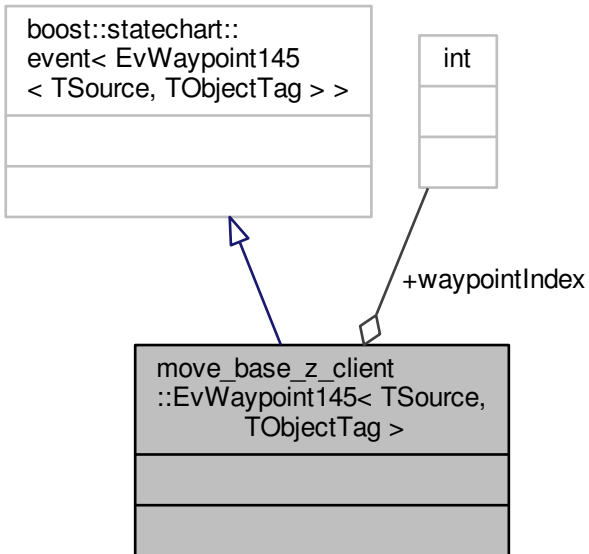 boost::statechart::
event< EvWaypoint145
< TSource, TObjectTag > >
int
+waypointIndex
move_base_z_client
::EvWaypoint145< TSource,
TObjectTag >